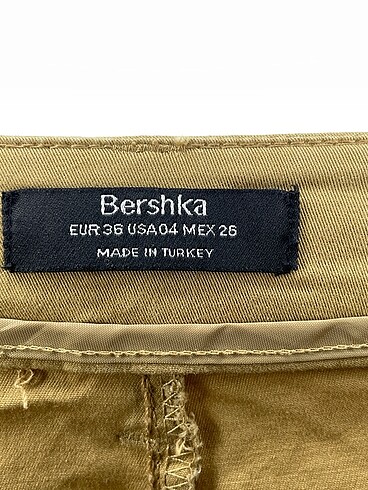 Bershka
EUR 36 USA 04 MEX 26
MADE IN TURKEY